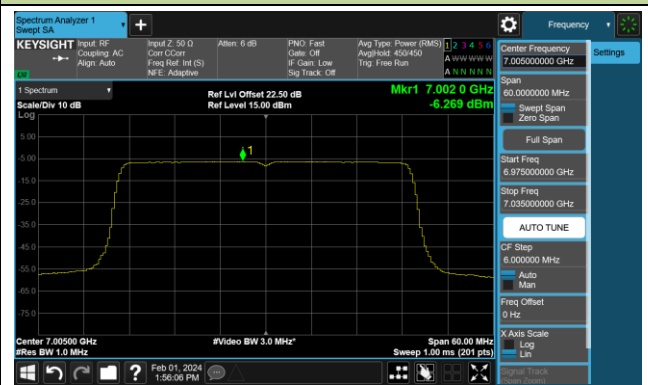 Spectrum Analyzer 1
Swept SA
+
Frequency
KEYSIGHT
Input: RF
Coupling: AC
Align: Auto
Input Z: 50 Ω
Corr CCorr
Freq Ref: Int (S)
NFE: Adaptive
Atten: 6 dB
PNO: Fast
Gate: Off
IF Gain: Low
Sig Track: Off
Avg Type: Power (RMS)
Avg|Hold: 450/450
Trig: Free Run
1 2 3 4 5 6
A W W W W W
A N N N N N
LXI
1 Spectrum
Scale/Div 10 dB
Log
Ref Lvl Offset 22.50 dB
Ref Level 15.00 dBm
Mkr1 7.002 0 GHz
-6.269 dBm
5.00
-5.00
-15.0
-25.0
-35.0
-45.0
-55.0
-65.0
-75.0
1
Center 7.00500 GHz
#Res BW 1.0 MHz
#Video BW 3.0 MHz*
Span 60.00 MHz
Sweep 1.00 ms (201 pts)
Feb 01, 2024
1:56:06 PM
?
Center Frequency
7.005000000 GHz
Settings
Span
60.0000000 MHz
Swept Span
Zero Span
Full Span
Start Freq
6.975000000 GHz
Stop Freq
7.035000000 GHz
AUTO TUNE
CF Step
6.000000 MHz
Auto
Man
Freq Offset
0 Hz
X Axis Scale
Log
Lin
Signal Track
(Span Zoom)